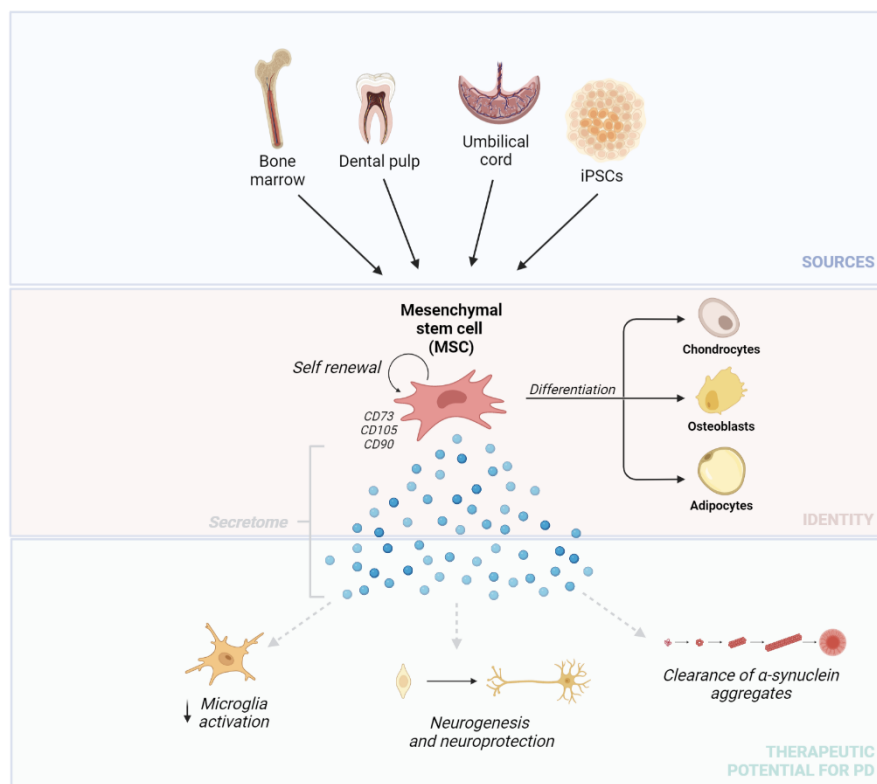 Bone
marrow
Dental pulp
Umbilical
cord
iPSCs
SOURCES
Mesenchymal
stem cell
(MSC)
Self renewal
CD73
CD105
CD90
Differentiation
Chondrocytes
Osteoblasts
Adipocytes
Secretome
IDENTITY
Microglia
activation
Neurogenesis
and neuroprotection
Clearance of α-synuclein
aggregates
THERAPEUTIC
POTENTIAL FOR PD